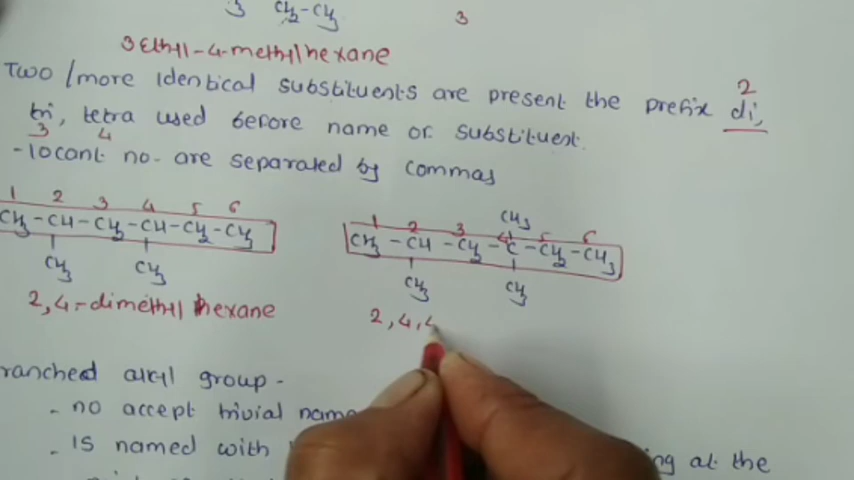 3 CH2-CH3 3
3Ethyl-4-methylhexane
Two /more identical substituents are present the prefix di, 2
tri, tetra used before name of substituent.
3 4
-locant no. are separated by commas
1 2 3 4 5 6
CH3-CH-CH2-CH-CH2-CH3
CH3 CH3
2,4-dimethyl hexane
CH3
1 2 3 4 5 6
CH3-CH-CH2-C-CH2-CH3
CH3 CH3
2,4,4
ranched alkyl group-
- no accept trivial name
- is named with
ng at the